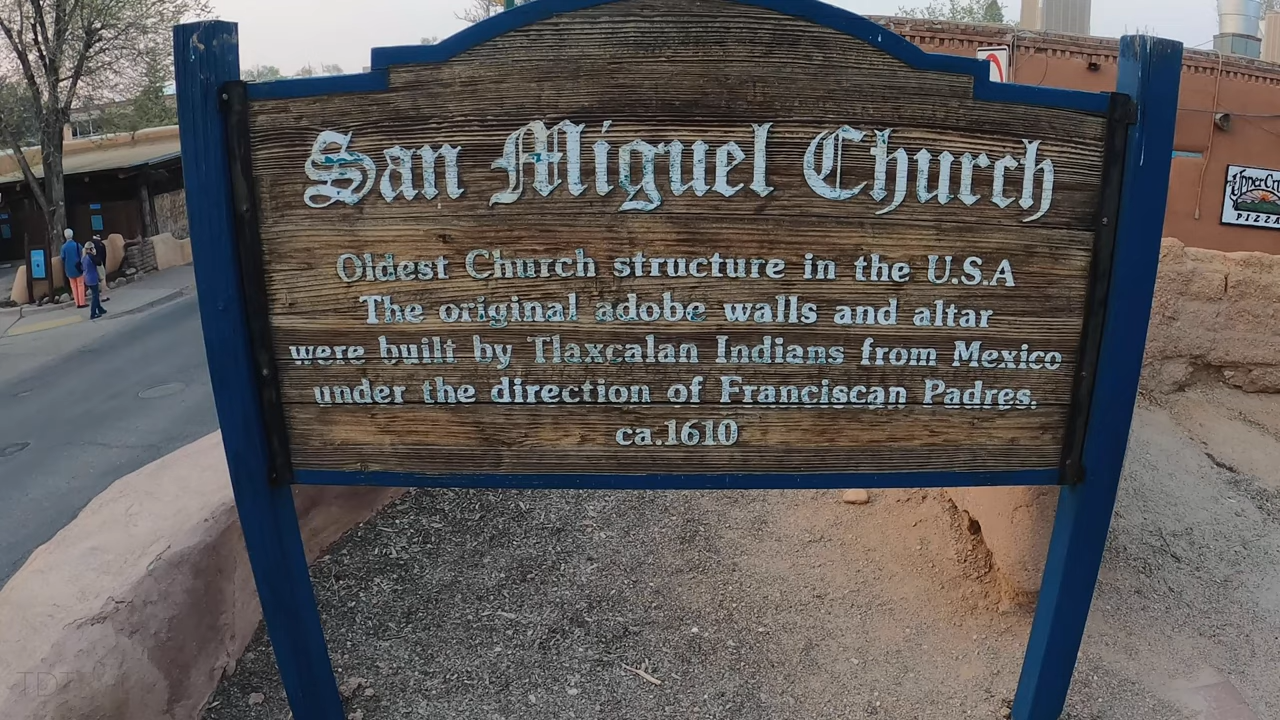 San Miguel Church
Oldest Church structure in the U.S.A
The original adobe walls and altar
were built by Tlaxcalan Indians from Mexico
under the direction of Franciscan Padres.
ca.1610
Upper
PIZZA
TDT